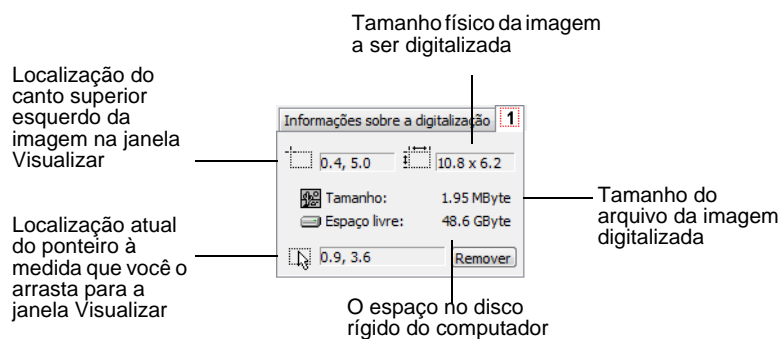 Tamanho físico da imagem
a ser digitalizada
Localização do
canto superior
esquerdo da
imagem na janela
Visualizar
Informações sobre a digitalização 1
0.4, 5.0 10.8 x 6.2
Tamanho: 1.95 MByte
Espaço livre: 48.6 GByte
0.9, 3.6 Remover
Tamanho do
arquivo da imagem
digitalizada
Localização atual
do ponteiro à
medida que você o
arrasta para a
janela Visualizar
O espaço no disco
rígido do computador